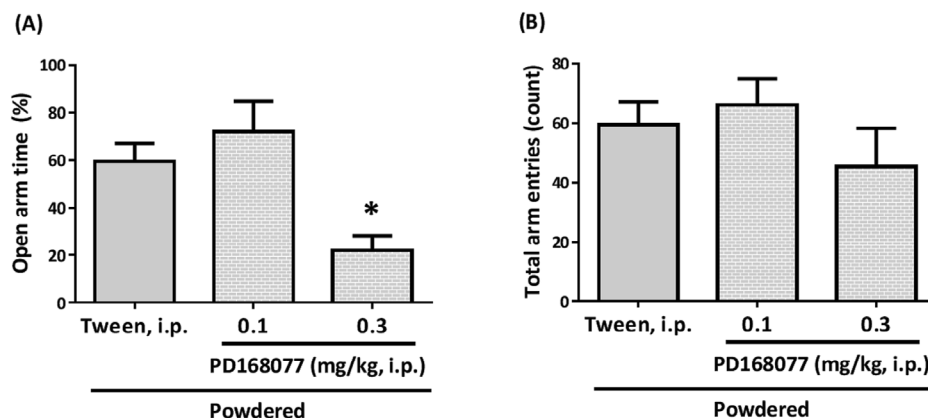 (A)
Open arm time (%)
100
80
60
40
20
0
*
Tween, i.p. 0.1 0.3
PD168077 (mg/kg, i.p.)
Powdered
(B)
Total arm entries (count)
80
60
40
20
0
Tween, i.p. 0.1 0.3
PD168077 (mg/kg, i.p.)
Powdered